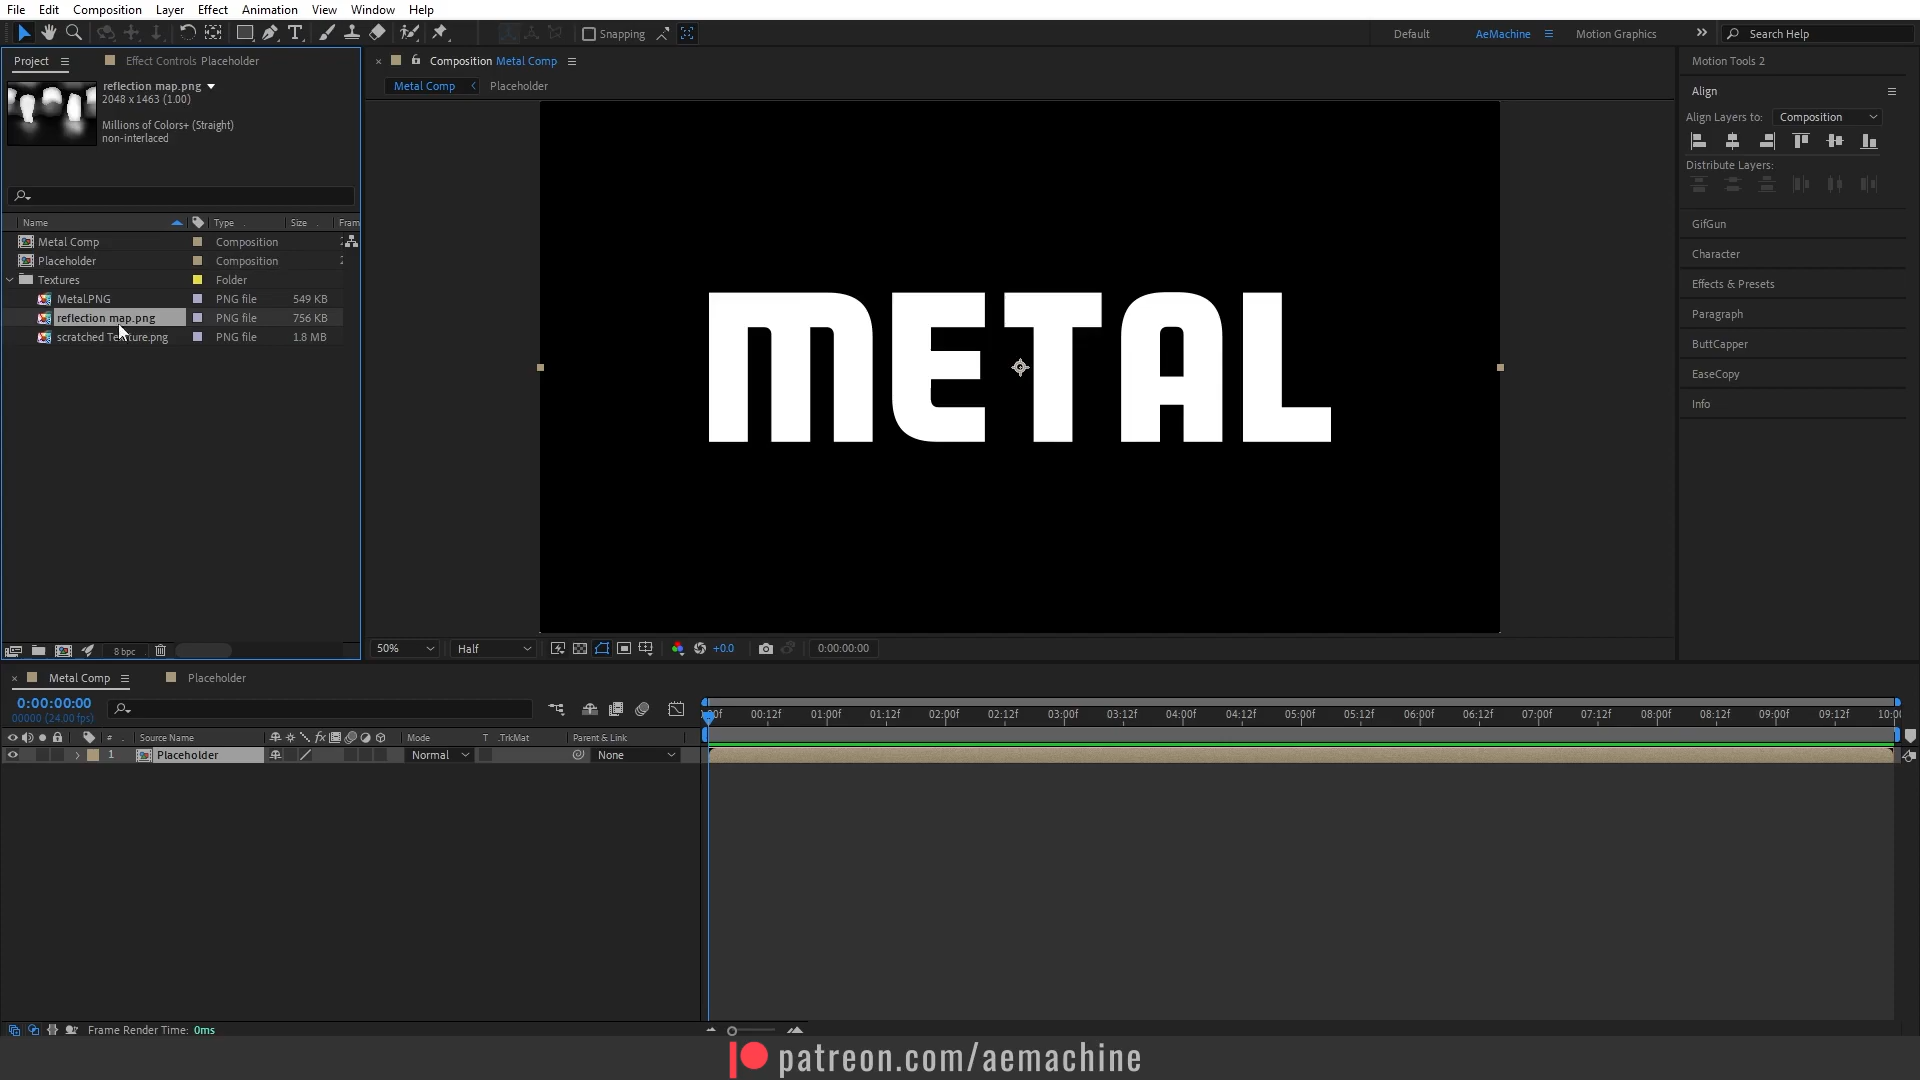 File Edit Composition Layer Effect Animation View Window Help
Snapping
Default AeMachine Motion Graphics Search Help
Project Effect Controls Placeholder
reflection map.png
2048 x 1463 (1.00)
Millions of Colors+ (Straight)
non-interlaced
Name Type Size Fram
Metal Comp Composition
Placeholder Composition
Textures Folder
Metal.PNG PNG file 549 KB
reflection map.png PNG file 756 KB
scratched Texture.png PNG file 1.8 MB
8 bpc
Composition Metal Comp
Metal Comp Placeholder
METAL
50% Half +0.0 0:00:00:00
Motion Tools 2
Align
Align Layers to: Composition
Distribute Layers:
GifGun
Character
Effects & Presets
Paragraph
ButtCapper
EaseCopy
Info
Metal Comp Placeholder
0:00:00:00
00000 (24.00 fps)
00:12f 01:00f 01:12f 02:00f 02:12f 03:00f 03:12f 04:00f 04:12f 05:00f 05:12f 06:00f 06:12f 07:00f 07:12f 08:00f 08:12f 09:00f 09:12f 10:00
# Source Name Mode T .TrkMat Parent & Link
1 Placeholder Normal None
Frame Render Time: 0ms
patreon.com/aemachine